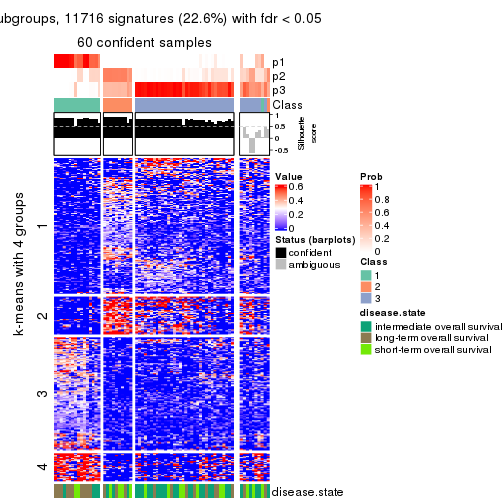 ubgroups, 11716 signatures (22.6%) with fdr < 0.05
60 confident samples
p1
p2
p3
Class
1
0.5
0
-0.5
Silhouette
score
k-means with 4 groups
1
2
3
4
Value
0.6
0.4
0.2
0
Status (barplots)
confident
ambiguous
Prob
1
0.8
0.6
0.4
0.2
0
Class
1
2
3
disease.state
intermediate overall survival
long-term overall survival
short-term overall survival
disease.state